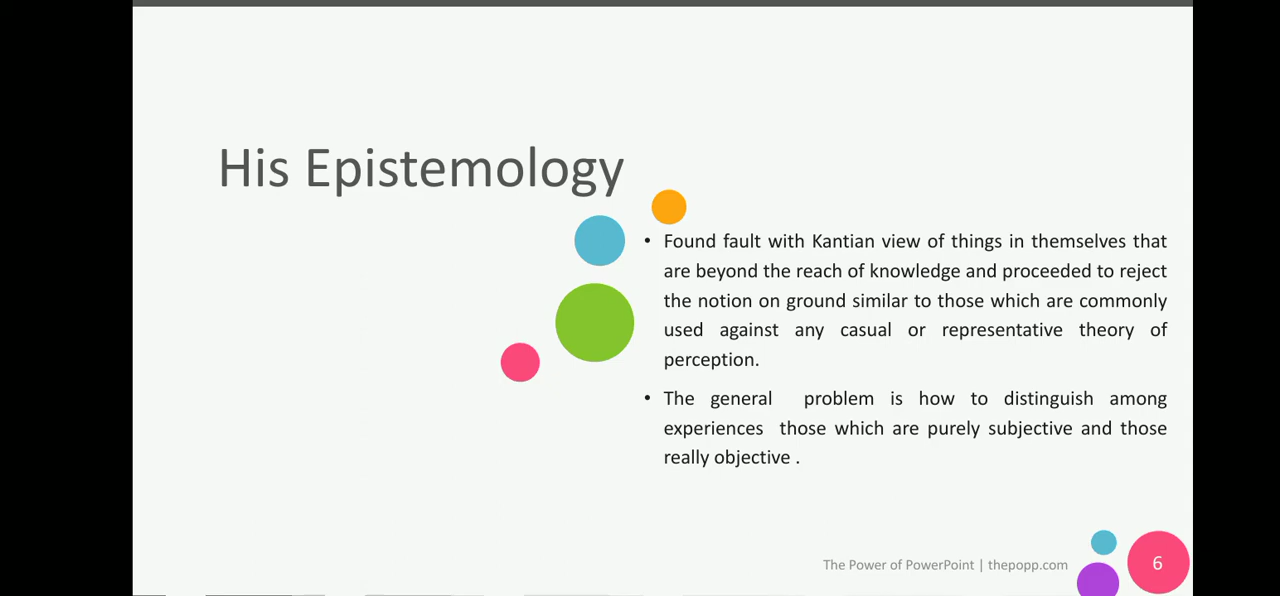 His Epistemology
• Found fault with Kantian view of things in themselves that
are beyond the reach of knowledge and proceeded to reject
the notion on ground similar to those which are commonly
used against any casual or representative theory of
perception.
• The general problem is how to distinguish among
experiences those which are purely subjective and those
really objective .
The Power of PowerPoint | thepopp.com
6